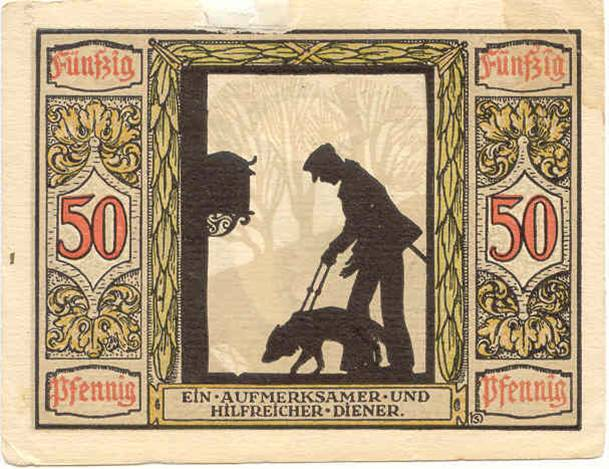 Fünfzig
Fünfzig
50
50
Pfennig
Pfennig
EIN·AUFMERKSAMER·UND
HILFREICHER·DIENER.